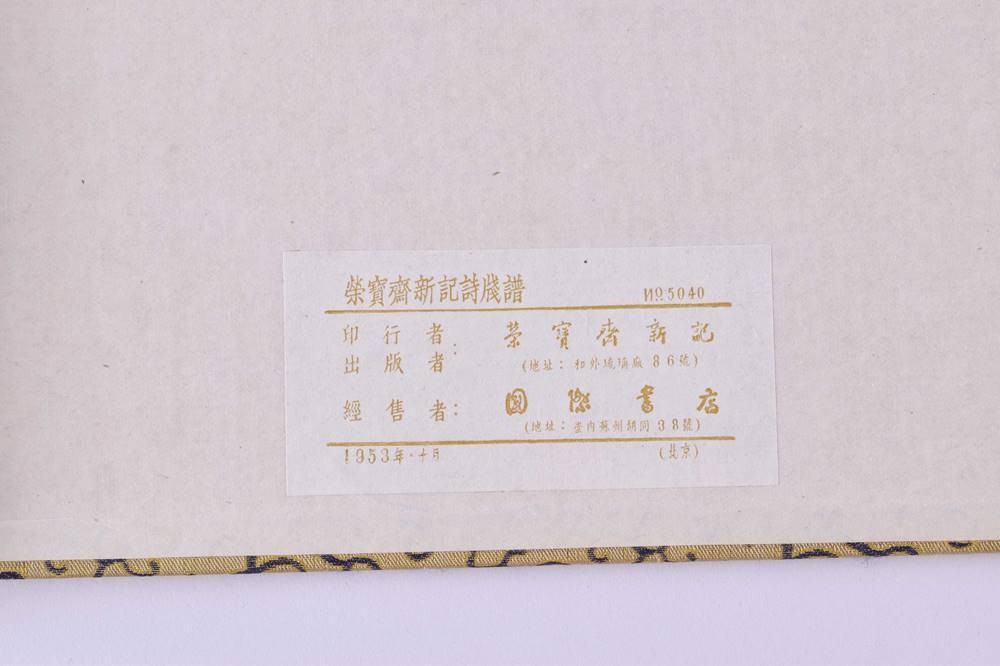 榮寶齋新記詩牋譜 №5040
印行者
出版者: 榮寶齋新記
(地址: 和外琉璃廠86號)
經售者: 國際書店
(地址: 崇內蘇州胡同38號)
1953年·十月 (北京)